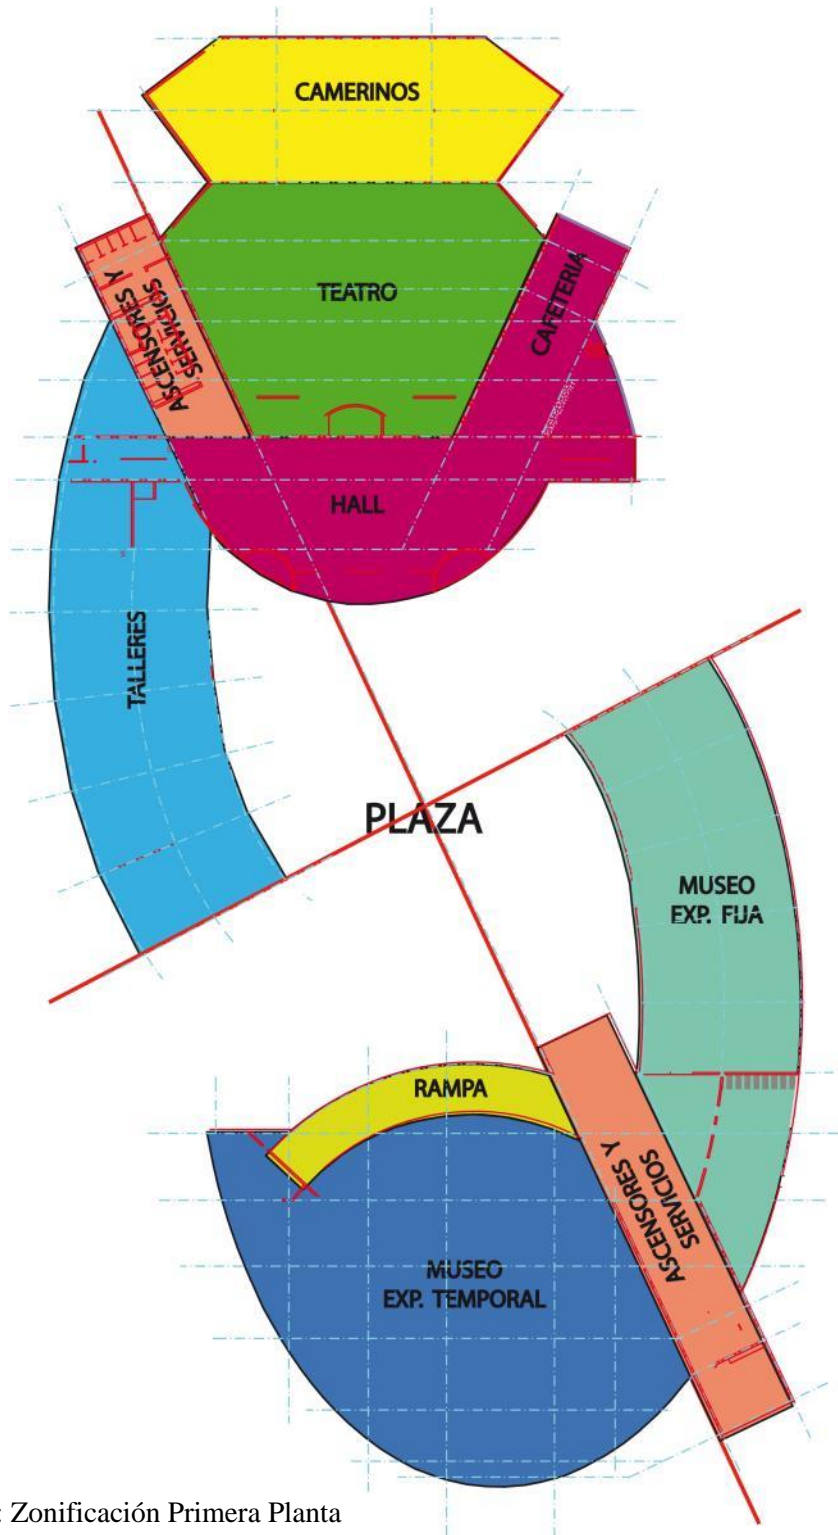 CAMERINOS
TEATRO
ASCENSORES Y
SERVICIOS
CAFETERIA
HALL
TALLERES
PLAZA
MUSEO
EXP. FIJA
RAMPA
ASCENSORES Y
SERVICIOS
MUSEO
EXP. TEMPORAL
: Zonificación Primera Planta